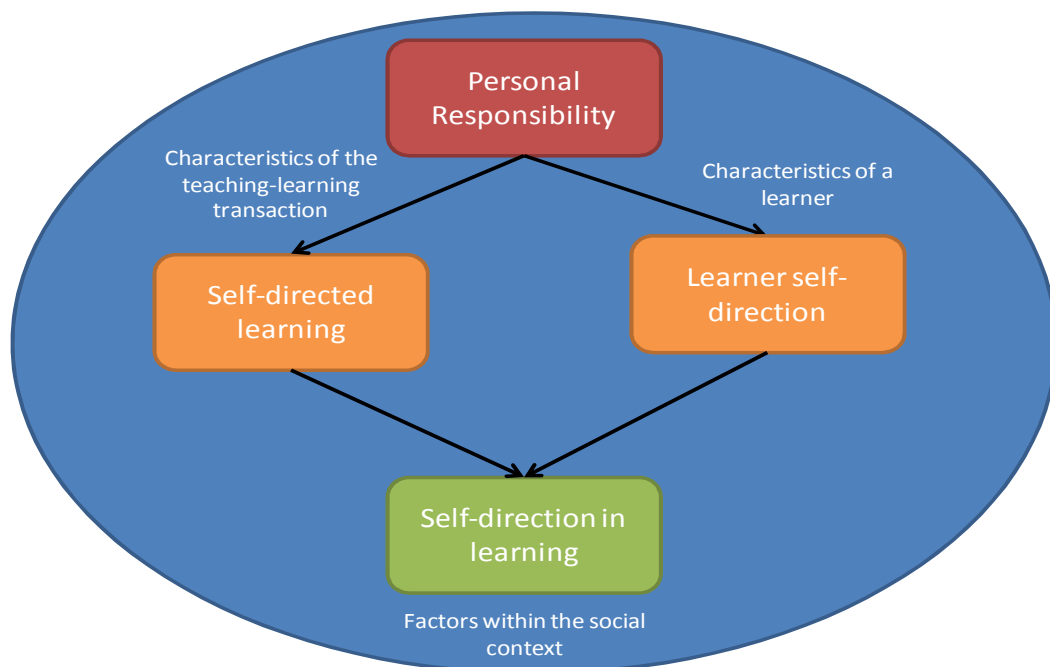 Personal
Responsibility
Characteristics of the
teaching-learning
transaction
Characteristics of a
learner
Self-directed
learning
Learner self-
direction
Self-direction in
learning
Factors within the social
context